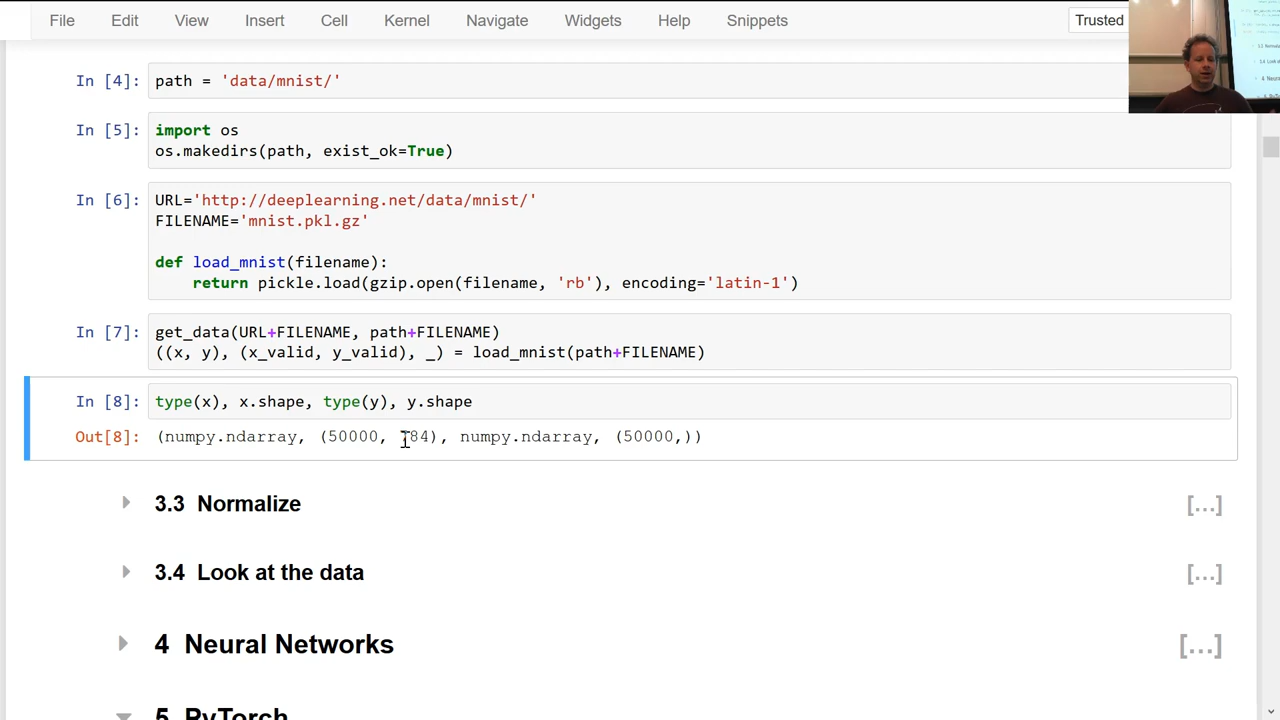 File Edit View Insert Cell Kernel Navigate Widgets Help Snippets Trusted
In [4]: path = 'data/mnist/'
In [5]: import os
os.makedirs(path, exist_ok=True)
In [6]: URL='http://deeplearning.net/data/mnist/'
FILENAME='mnist.pkl.gz'
def load_mnist(filename):
return pickle.load(gzip.open(filename, 'rb'), encoding='latin-1')
In [7]: get_data(URL+FILENAME, path+FILENAME)
((x, y), (x_valid, y_valid), _) = load_mnist(path+FILENAME)
In [8]: type(x), x.shape, type(y), y.shape
Out[8]: (numpy.ndarray, (50000, 784), numpy.ndarray, (50000,))
3.3 Normalize [...]
3.4 Look at the data [...]
4 Neural Networks [...]
5 PyTorch